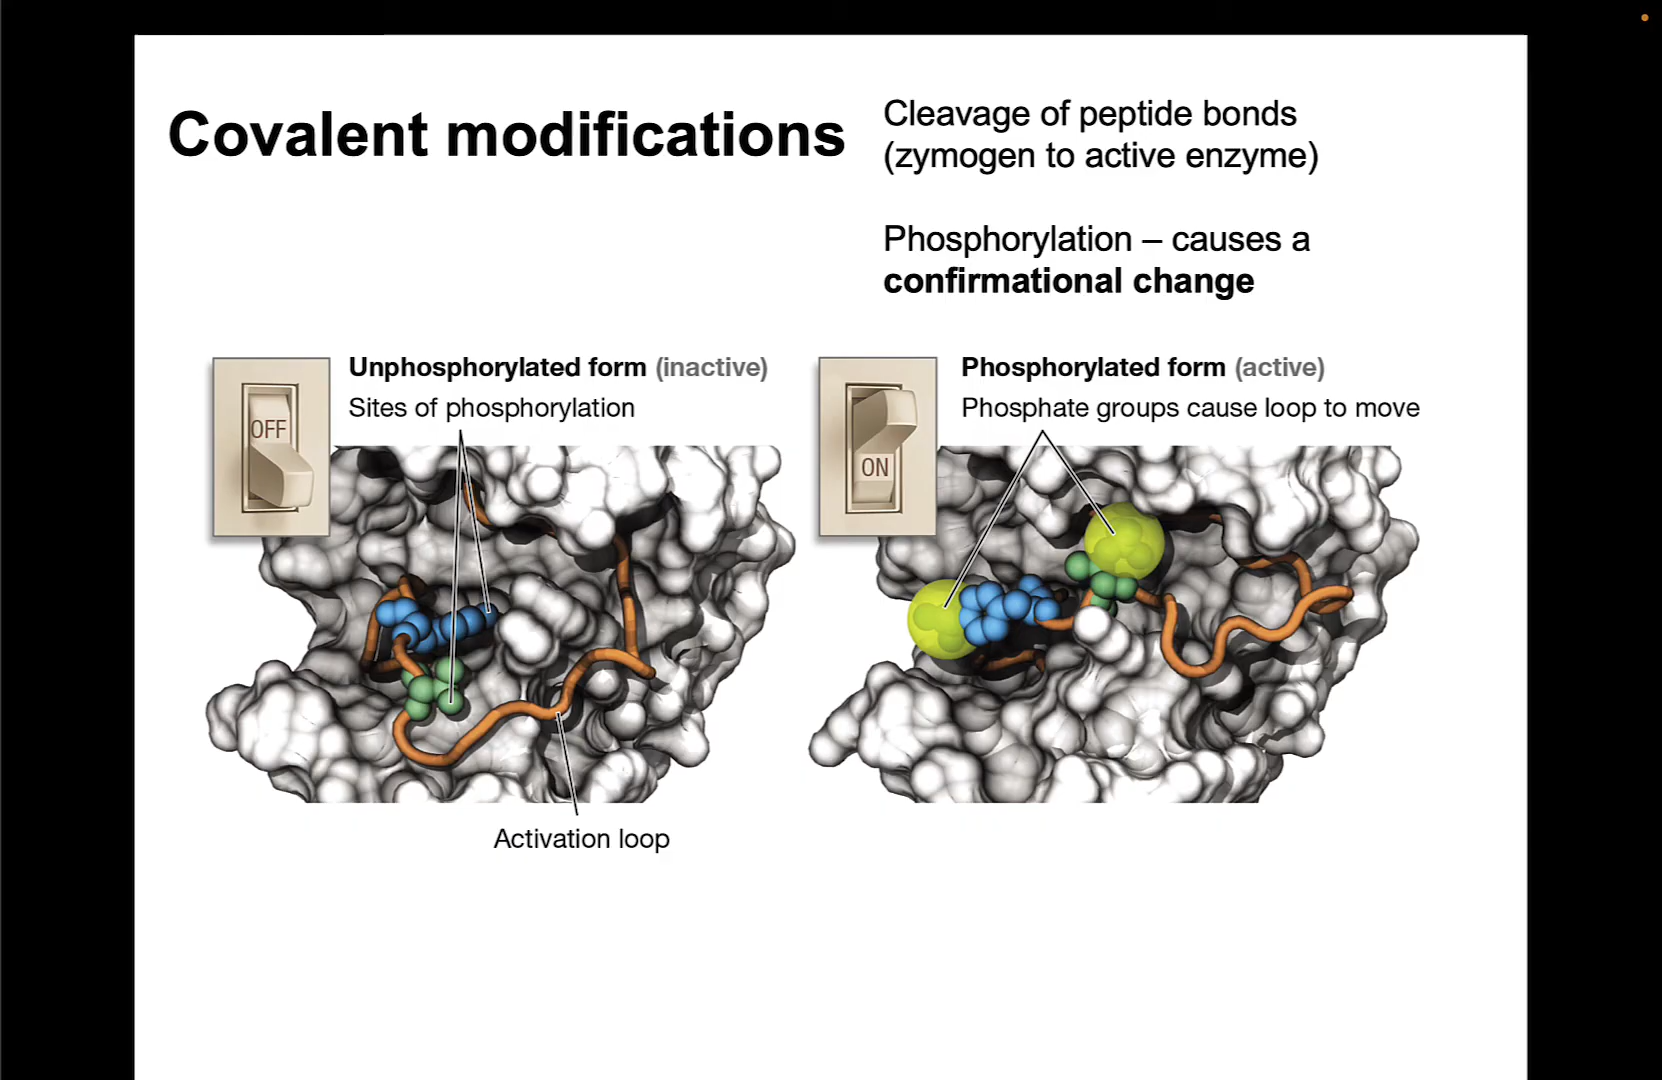 Covalent modifications
Cleavage of peptide bonds
(zymogen to active enzyme)
Phosphorylation – causes a
confirmational change
OFF
Unphosphorylated form (inactive)
Sites of phosphorylation
Activation loop
ON
Phosphorylated form (active)
Phosphate groups cause loop to move